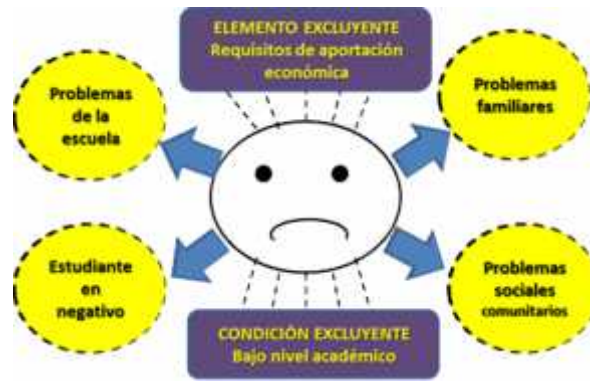 ELEMENTO EXCLUYENTE
Requisitos de aportación
económica
Problemas
de la
escuela
Problemas
familiares
Estudiante
en
negativo
Problemas
sociales
comunitarios
CONDICIÓN EXCLUYENTE
Bajo nivel académico